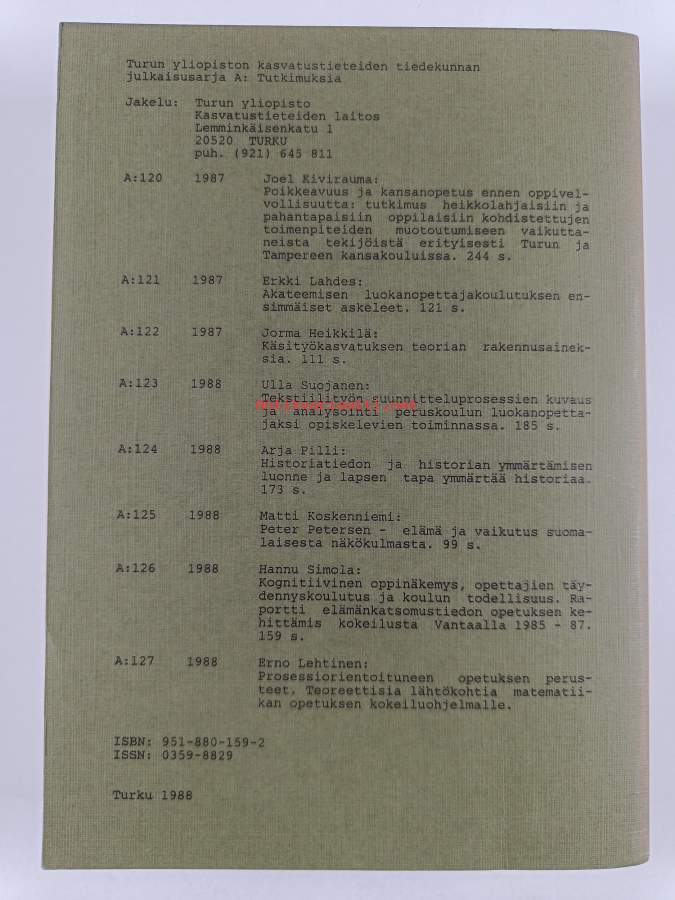 Turun yliopiston kasvatustieteiden tiedekunnan
julkaisusarja A: Tutkimuksia
Jakelu: Turun yliopisto
Kasvatustieteiden laitos
Lemminkäisenkatu 1
20520 TURKU
puh. (921) 645 811
A:120 1987 Joel Kivirauma:
Poikkeavuus ja kansanopetus ennen oppivel-
vollisuutta: tutkimus heikkolahjaisiin ja
pahantapaisiin oppilaisiin kohdistettujen
toimenpiteiden muotoutumiseen vaikutta-
neista tekijöistä erityisesti Turun ja
Tampereen kansakouluissa. 244 s.
A:121 1987 Erkki Lahdes:
Akateemisen luokanopettajakoulutuksen en-
simmäiset askeleet. 121 s.
A:122 1987 Jorma Heikkilä:
Käsityökasvatuksen teorian rakennusainek-
sia. 111 s.
A:123 1988 Ulla Suojanen:
Tekstiilityön suunnitteluprosessien kuvaus
ja analysointi peruskoulun luokanopetta-
jaksi opiskelevien toiminnassa. 185 s.
A:124 1988 Arja Pilli:
Historiatiedon ja historian ymmärtämisen
luonne ja lapsen tapa ymmärtää historiaa.
173 s.
A:125 1988 Matti Koskenniemi:
Peter Petersen - elämä ja vaikutus suoma-
laisesta näkökulmasta. 99 s.
A:126 1988 Hannu Simola:
Kognitiivinen oppinäkemys, opettajien täy-
dennyskoulutus ja koulun todellisuus. Ra-
portti elämänkatsomustiedon opetuksen ke-
hittämis kokeilusta Vantaalla 1985 - 87.
159 s.
A:127 1988 Erno Lehtinen:
Prosessiorientoituneen opetuksen perus-
teet. Teoreettisia lähtökohtia matematii-
kan opetuksen kokeiluohjelmalle.
ISBN: 951-880-159-2
ISSN: 0359-8829
Turku 1988